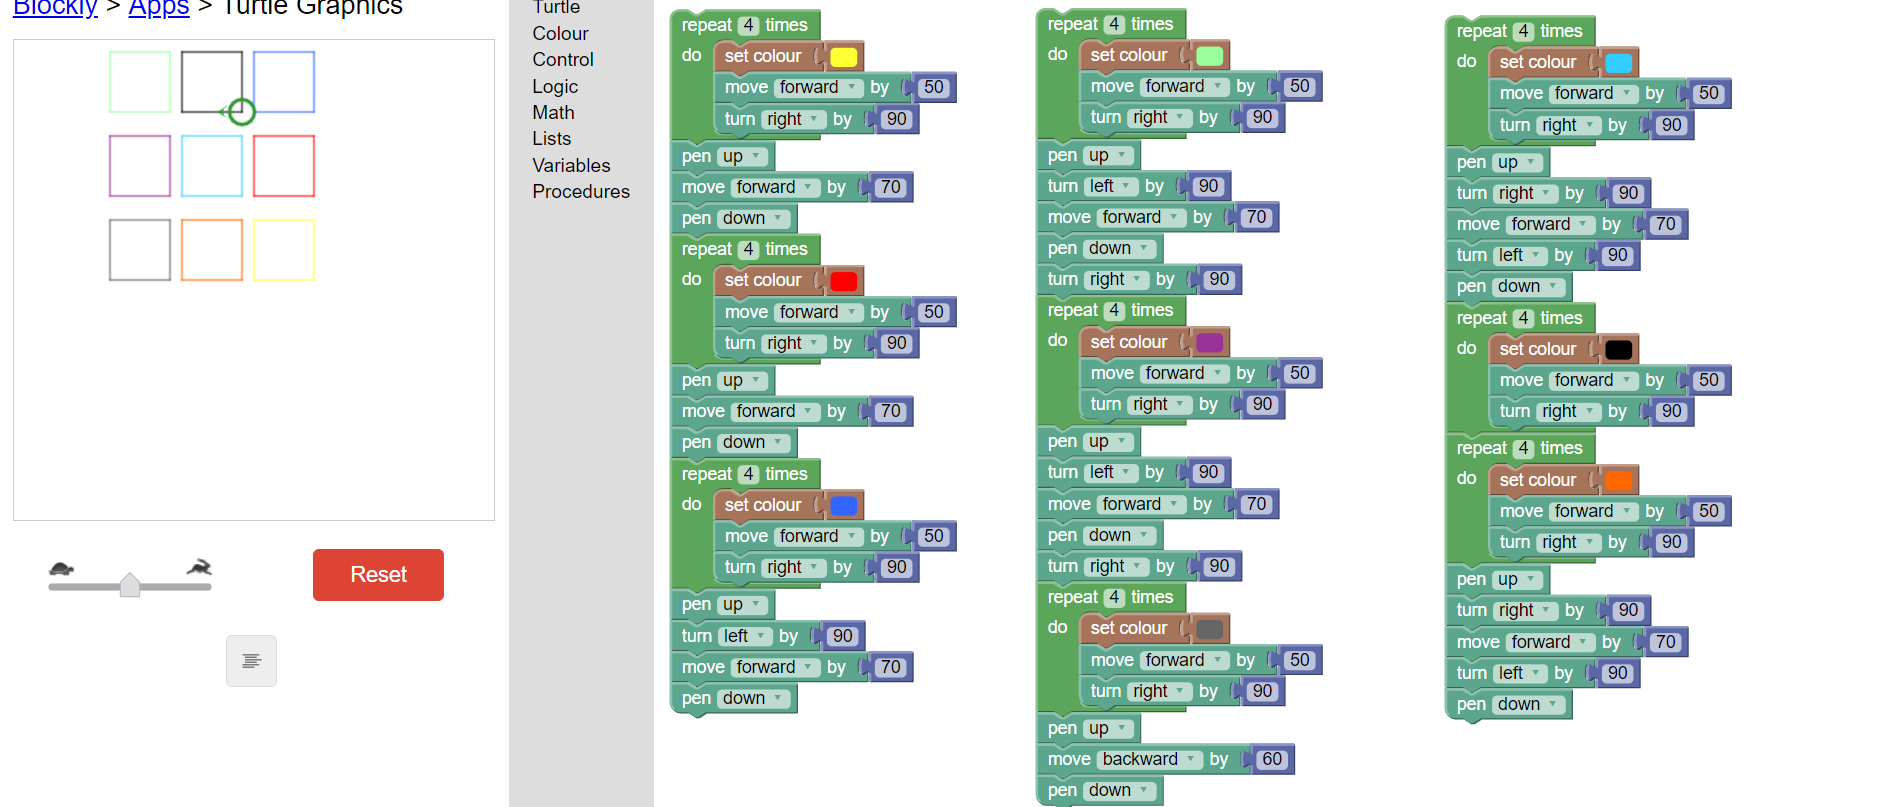 Blockly > Apps > Turtle Graphics
Reset
Turtle
Colour
Control
Logic
Math
Lists
Variables
Procedures
repeat 4 times
do set colour
move forward by 50
turn right by 90
pen up
move forward by 70
pen down
repeat 4 times
do set colour
move forward by 50
turn right by 90
pen up
move forward by 70
pen down
repeat 4 times
do set colour
move forward by 50
turn right by 90
pen up
turn left by 90
move forward by 70
pen down
repeat 4 times
do set colour
move forward by 50
turn right by 90
pen up
turn left by 90
move forward by 70
pen down
turn right by 90
repeat 4 times
do set colour
move forward by 50
turn right by 90
pen up
turn left by 90
move forward by 70
pen down
turn right by 90
repeat 4 times
do set colour
move forward by 50
turn right by 90
pen up
move backward by 60
pen down
repeat 4 times
do set colour
move forward by 50
turn right by 90
pen up
turn right by 90
move forward by 70
turn left by 90
pen down
repeat 4 times
do set colour
move forward by 50
turn right by 90
repeat 4 times
do set colour
move forward by 50
turn right by 90
pen up
turn right by 90
move forward by 70
turn left by 90
pen down